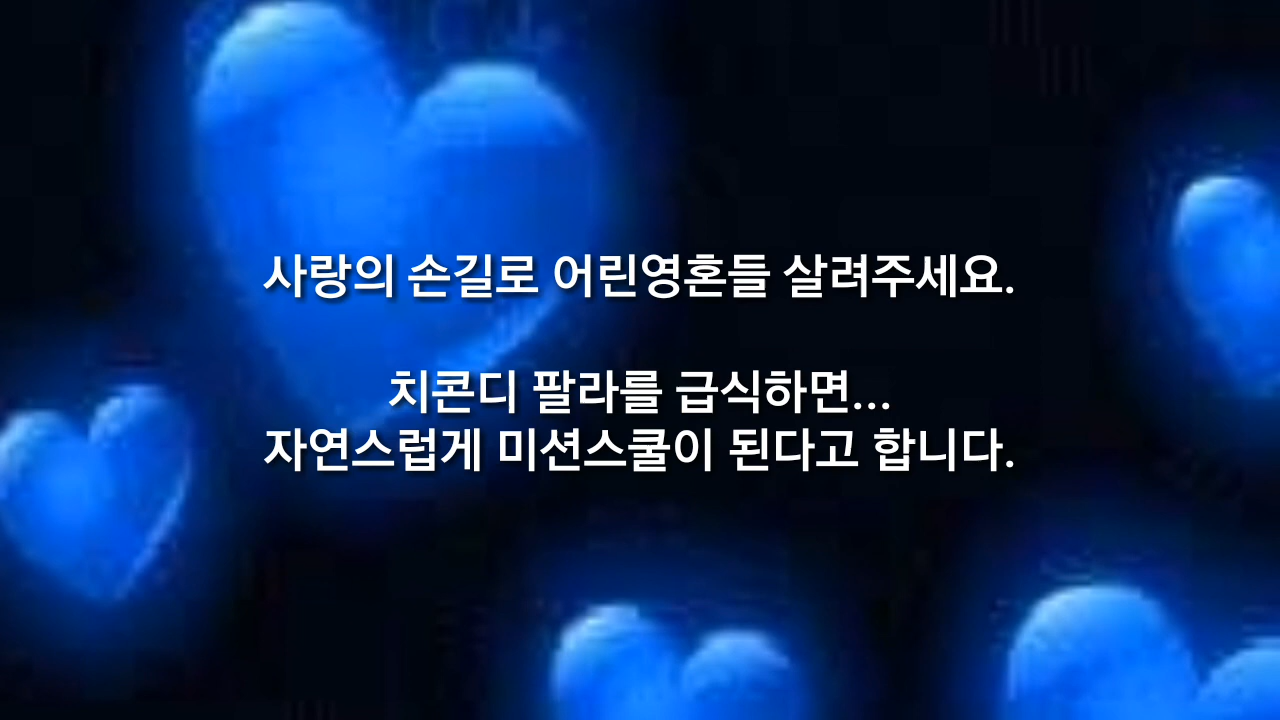 사랑의 손길로 어린영혼들 살려주세요.
치콘디 팔라를 급식하면...
자연스럽게 미션스쿨이 된다고 합니다.